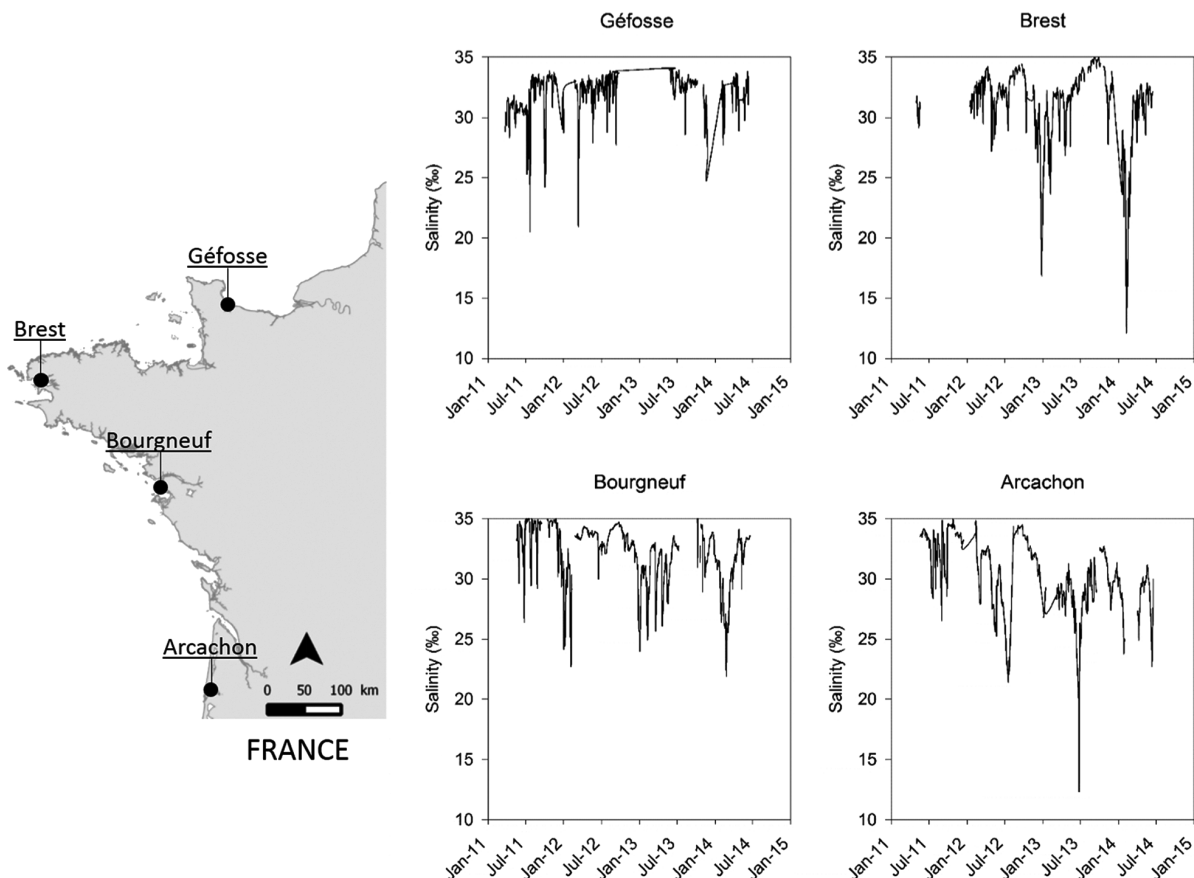 Géfosse
Brest
Bourgneuf
Arcachon
0 50 100 km
FRANCE
Géfosse
Salinity (‰)
35
30
25
20
15
10
Jan-11
Jul-11
Jan-12
Jul-12
Jan-13
Jul-13
Jan-14
Jul-14
Jan-15
Brest
Salinity (‰)
35
30
25
20
15
10
Jan-11
Jul-11
Jan-12
Jul-12
Jan-13
Jul-13
Jan-14
Jul-14
Jan-15
Bourgneuf
Salinity (‰)
35
30
25
20
15
10
Jan-11
Jul-11
Jan-12
Jul-12
Jan-13
Jul-13
Jan-14
Jul-14
Jan-15
Arcachon
Salinity (‰)
35
30
25
20
15
10
Jan-11
Jul-11
Jan-12
Jul-12
Jan-13
Jul-13
Jan-14
Jul-14
Jan-15